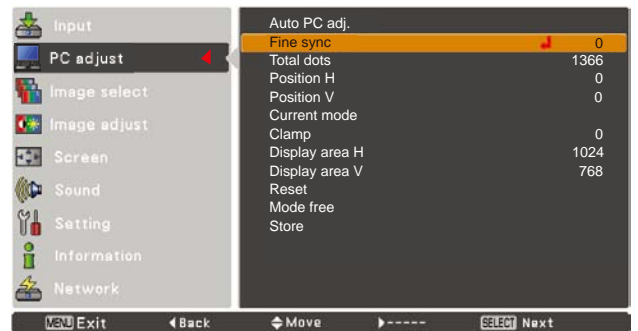 Input
PC adjust
Image select
Image adjust
Screen
Sound
Setting
Information
Network
Auto PC adj.
Fine sync 0
Total dots 1366
Position H 0
Position V 0
Current mode
Clamp 0
Display area H 1024
Display area V 768
Reset
Mode free
Store
MENU Exit Back Move ----- SELECT Next